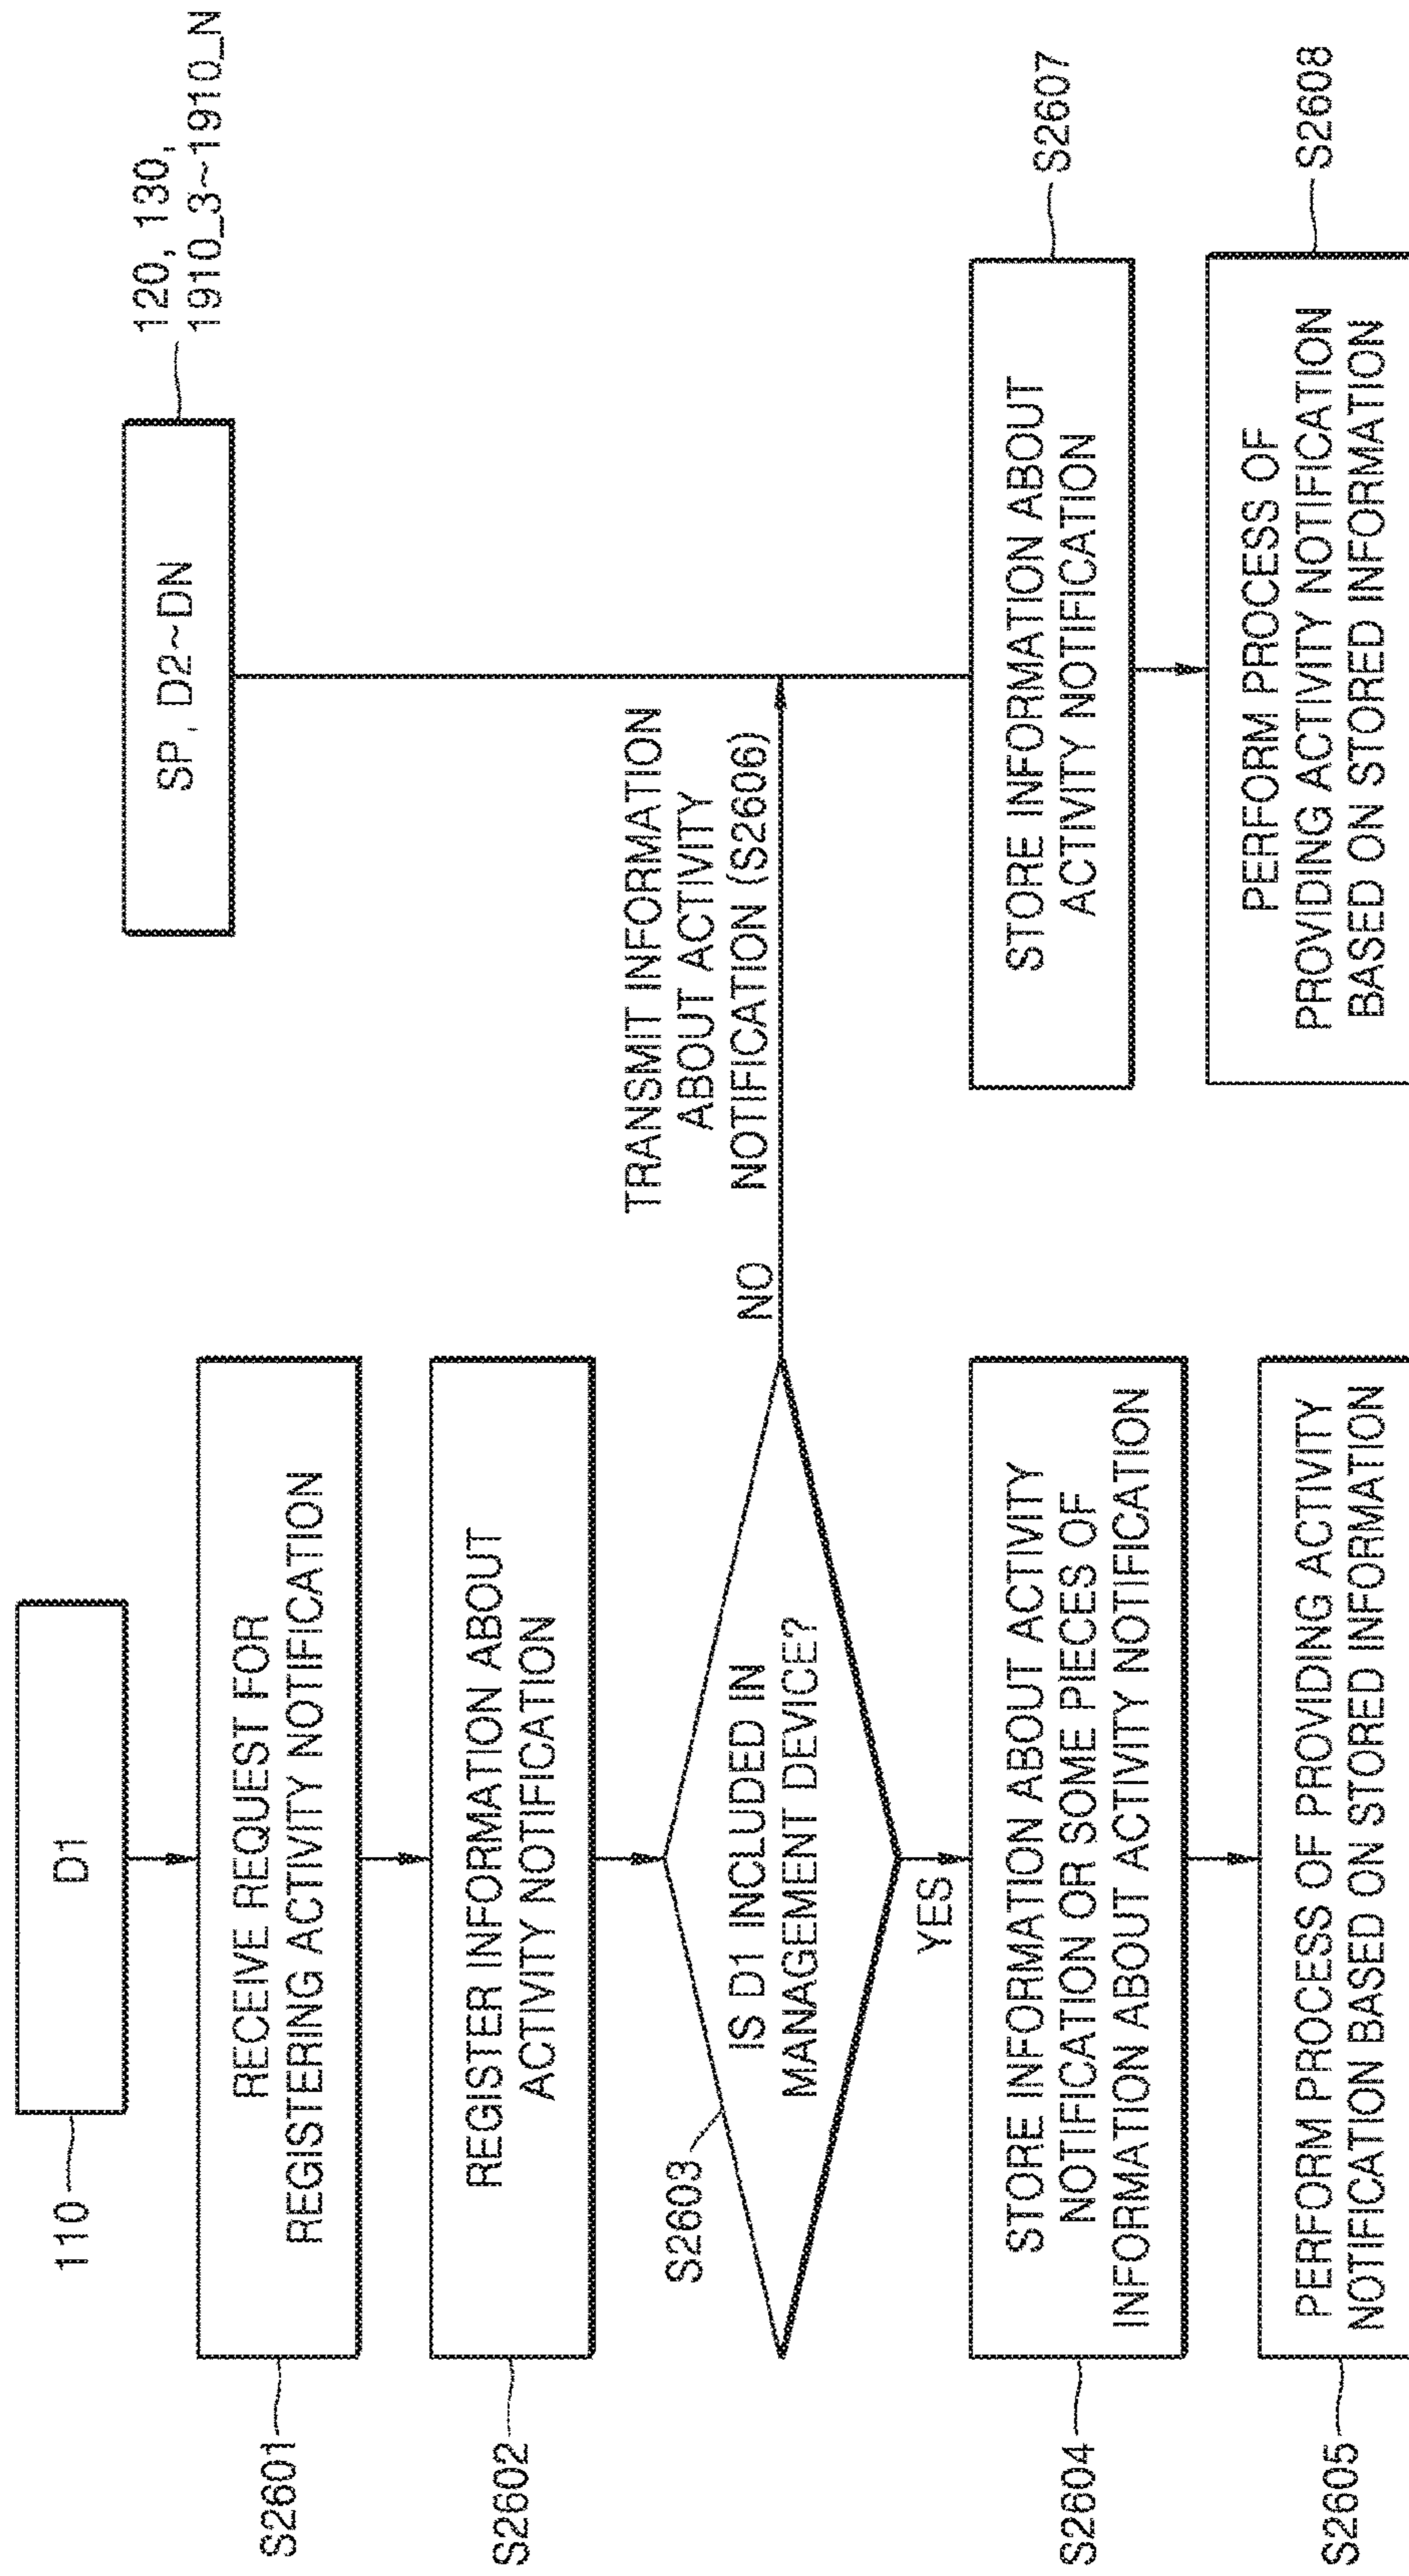 110
D1
SP, D2~DN
120, 130,
1910_3~1910_N
S2601
RECEIVE REQUEST FOR
REGISTERING ACTIVITY NOTIFICATION
S2602
REGISTER INFORMATION ABOUT
ACTIVITY NOTIFICATION
S2603
IS D1 INCLUDED IN
MANAGEMENT DEVICE?
NO
TRANSMIT INFORMATION
ABOUT ACTIVITY
NOTIFICATION (S2606)
YES
S2604
STORE INFORMATION ABOUT ACTIVITY
NOTIFICATION OR SOME PIECES OF
INFORMATION ABOUT ACTIVITY NOTIFICATION
STORE INFORMATION ABOUT
ACTIVITY NOTIFICATION
S2607
S2605
PERFORM PROCESS OF PROVIDING ACTIVITY
NOTIFICATION BASED ON STORED INFORMATION
PERFORM PROCESS OF
PROVIDING ACTIVITY NOTIFICATION
BASED ON STORED INFORMATION
S2608